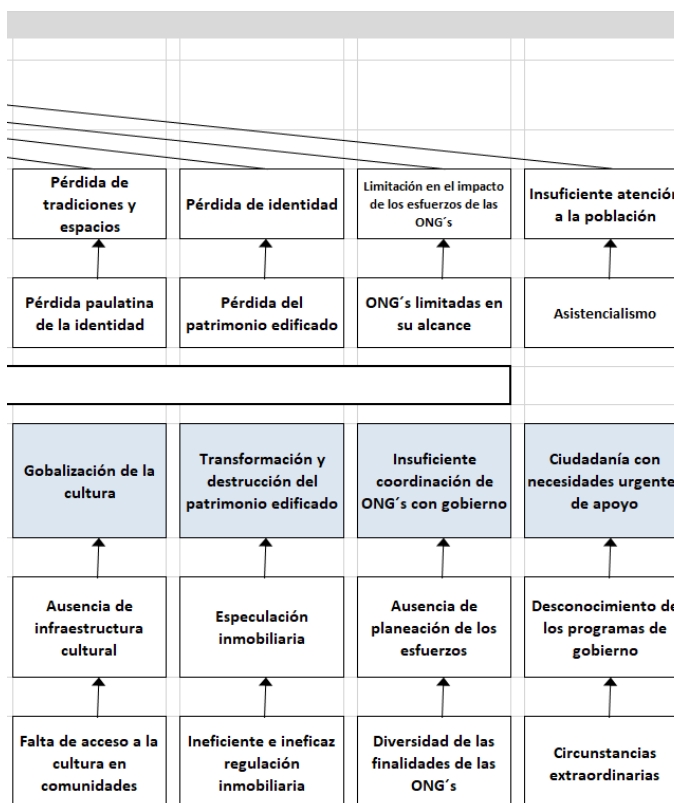 Pérdida de
tradiciones y
espacios
Pérdida de identidad
Limitación en el impacto
de los esfuerzos de las
ONG´s
Insuficiente atención
a la población
Pérdida paulatina
de la identidad
Pérdida del
patrimonio edificado
ONG´s limitadas en
su alcance
Asistencialismo
Gobalización de la
cultura
Transformación y
destrucción del
patrimonio edificado
Insuficiente
coordinación de
ONG´s con gobierno
Ciudadanía con
necesidades urgente
de apoyo
Ausencia de
infraestructura
cultural
Especulación
inmobiliaria
Ausencia de
planeación de los
esfuerzos
Desconocimiento de
los programas de
gobierno
Falta de acceso a la
cultura en
comunidades
Ineficiente e ineficaz
regulación
inmobiliaria
Diversidad de las
finalidades de las
ONG´s
Circunstancias
extraordinarias